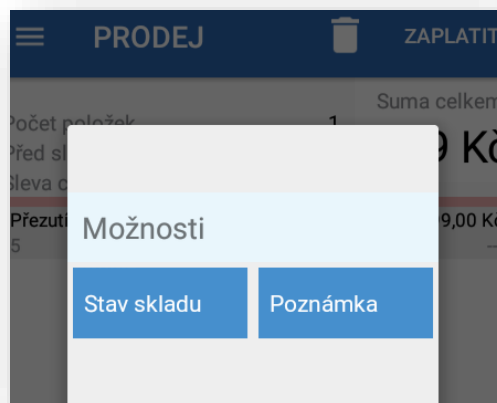 PRODEJ
ZAPLATIT
Suma celkem
Počet položek 1
Před sl
9 Kč
Sleva c
Přezutí 9,00 Kč
5
Možnosti
Stav skladu Poznámka